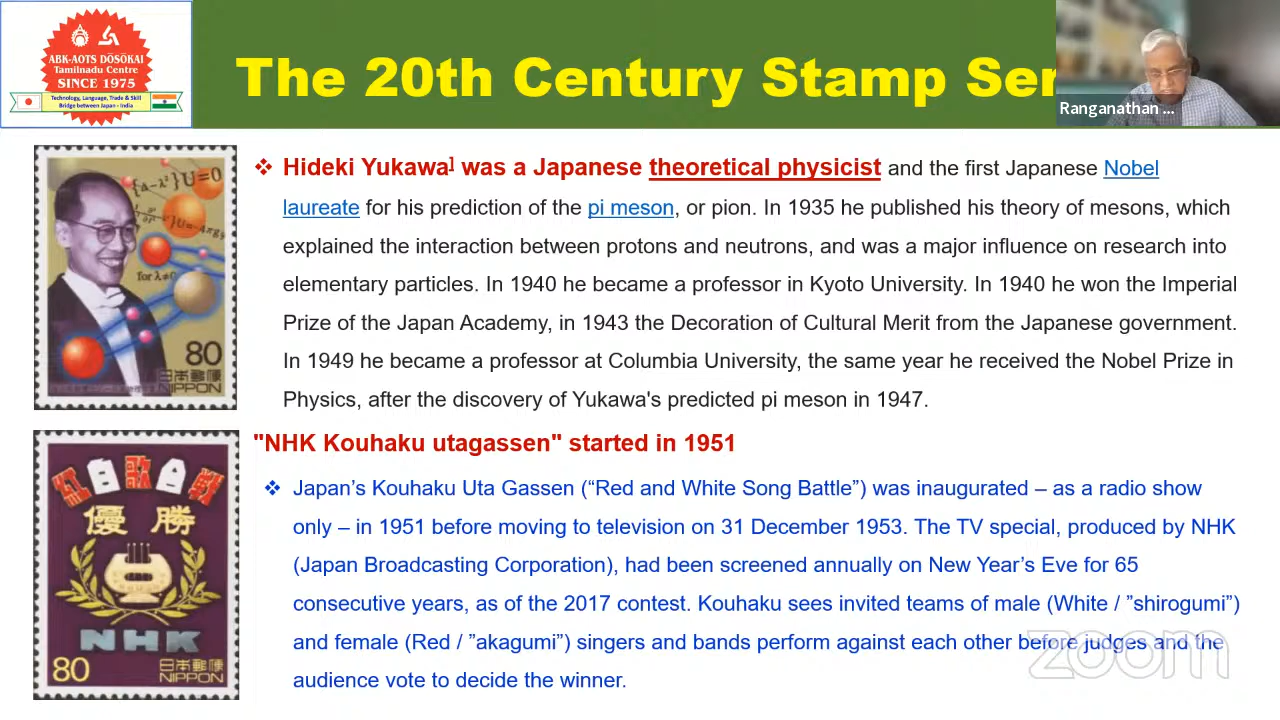 ABK-AOTS DŌSŌKAI
Tamilnadu Centre
SINCE 1975
Technology, Language, Trade & Skill
Bridge between Japan - India
The 20th Century Stamp Ser
Ranganathan ...
❖ Hideki Yukawa] was a Japanese theoretical physicist and the first Japanese Nobel
laureate for his prediction of the pi meson, or pion. In 1935 he published his theory of mesons, which
explained the interaction between protons and neutrons, and was a major influence on research into
elementary particles. In 1940 he became a professor in Kyoto University. In 1940 he won the Imperial
Prize of the Japan Academy, in 1943 the Decoration of Cultural Merit from the Japanese government.
In 1949 he became a professor at Columbia University, the same year he received the Nobel Prize in
Physics, after the discovery of Yukawa's predicted pi meson in 1947.
for λ≠0
80
日本郵便
NIPPON
"NHK Kouhaku utagassen" started in 1951
❖ Japan's Kouhaku Uta Gassen (“Red and White Song Battle”) was inaugurated – as a radio show
only – in 1951 before moving to television on 31 December 1953. The TV special, produced by NHK
(Japan Broadcasting Corporation), had been screened annually on New Year’s Eve for 65
consecutive years, as of the 2017 contest. Kouhaku sees invited teams of male (White / ”shirogumi”)
and female (Red / ”akagumi”) singers and bands perform against each other before judges and the
audience vote to decide the winner.
紅白歌合戦
優勝
NHK
80
日本郵便
NIPPON
zoom